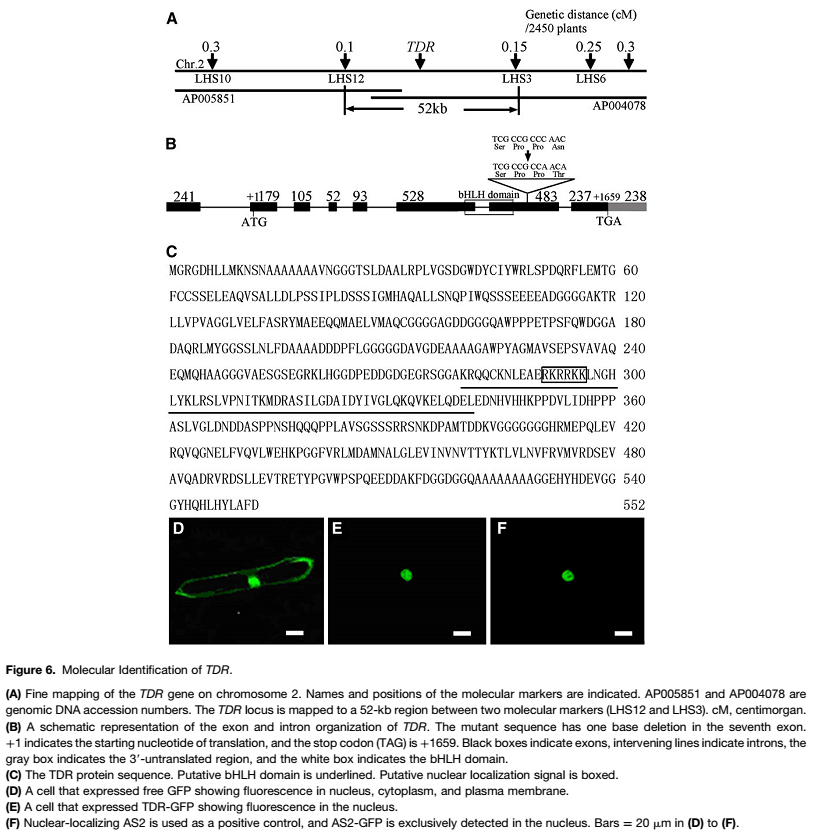 A
Genetic distance (cM)
/2450 plants
0.3 0.1 TDR 0.15 0.25 0.3
Chr.2
LHS10 LHS12 LHS3 LHS6
AP005851 AP004078
52kb
B
TCG CCG CCC AAC
Ser Pro Pro Asn
TCG CCG CCA ACA
Ser Pro Pro Thr
241 +1179 105 52 93 528 bHLH domain 483 237 +1659 238
ATG TGA
C
MGRGDHLLMKNSNAAAAAAAVNGGGTSLDAALRPLVGSDGWDYCIYWRLSPDQRFLEMTG 60
FCCSSELEAQVSALLDLPSSIPLDSSSIGMHAQALLSNQPIWQSSSEEEEADGGGGAKTR 120
LLVPVAGGLVELFASRYMAEEQQMAELVMAQCGGGGAGDDGGGQAWPPPETPSFQWDGGA 180
DAQRLMYGGSSLNLFDAAAADDDPFLGGGGGDAVGDEAAAAGAWPYAGMAVSEPSVAVAQ 240
EQMQHAAGGGVAESGSEGRKLHGGDPEDDGDGEGRSGGAKRQQCKNLEAERKRRKKLNGH 300
LYKLRSLVPNITKMDRASILGDAIDYIVGLQKQVKELQDELEDNHVHHKPPDVLIDHPPP 360
ASLVGLDNDDASPPNSHQQQPPLAVSGSSSRRSNKDPAMTDDKVGGGGGGGHRMEPQLEV 420
RQVQGNELFVQVLWEHKPGGFVRLMDAMNALGLEVINVNVTTYKTLVLNVFRVMVRDSEV 480
AVQADRVRDSLLEVTRETYPGVWPSPQEEDDAKFDGGDGGQAAAAAAAAGGEHYHDEVGG 540
GYHQHLHYLAFD 552
D E F
Figure 6. Molecular Identification of TDR.
(A) Fine mapping of the TDR gene on chromosome 2. Names and positions of the molecular markers are indicated. AP005851 and AP004078 are
genomic DNA accession numbers. The TDR locus is mapped to a 52-kb region between two molecular markers (LHS12 and LHS3). cM, centimorgan.
(B) A schematic representation of the exon and intron organization of TDR. The mutant sequence has one base deletion in the seventh exon.
+1 indicates the starting nucleotide of translation, and the stop codon (TAG) is +1659. Black boxes indicate exons, intervening lines indicate introns, the
gray box indicates the 3′-untranslated region, and the white box indicates the bHLH domain.
(C) The TDR protein sequence. Putative bHLH domain is underlined. Putative nuclear localization signal is boxed.
(D) A cell that expressed free GFP showing fluorescence in nucleus, cytoplasm, and plasma membrane.
(E) A cell that expressed TDR-GFP showing fluorescence in the nucleus.
(F) Nuclear-localizing AS2 is used as a positive control, and AS2-GFP is exclusively detected in the nucleus. Bars = 20 μm in (D) to (F).